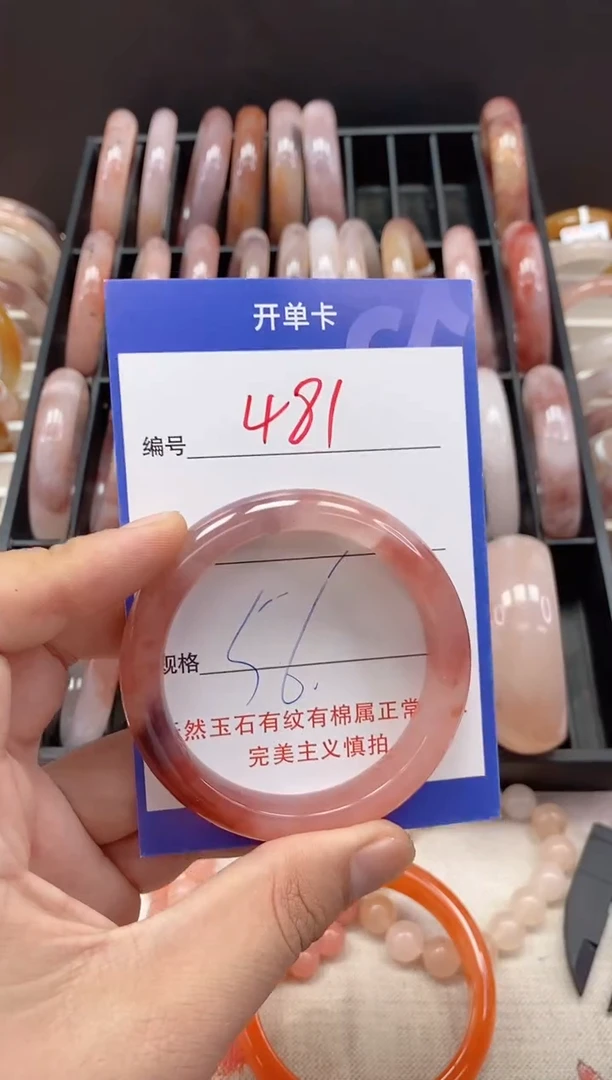 开单卡
编号 481
规格 56.
天然玉石有纹有棉属正常
完美主义慎拍